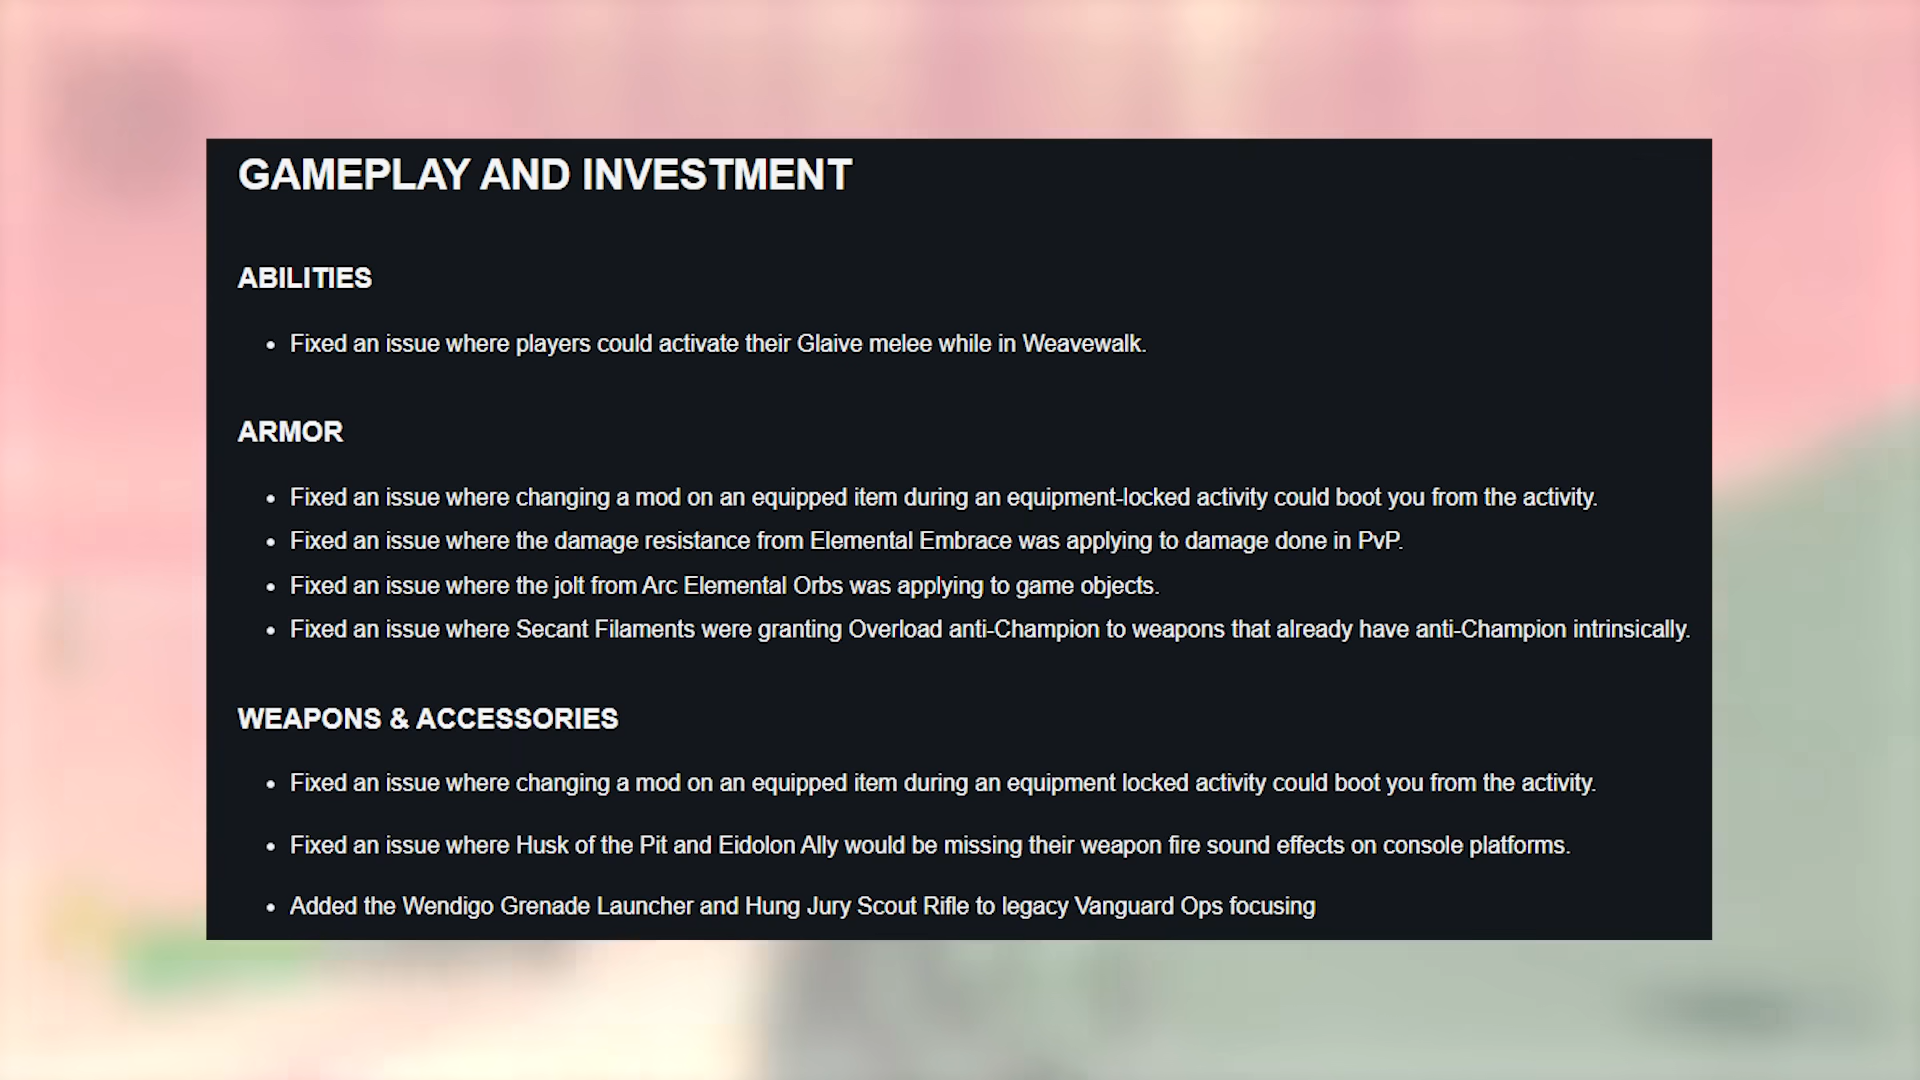 GAMEPLAY AND INVESTMENT
ABILITIES
• Fixed an issue where players could activate their Glaive melee while in Weavewalk.
ARMOR
• Fixed an issue where changing a mod on an equipped item during an equipment-locked activity could boot you from the activity.
• Fixed an issue where the damage resistance from Elemental Embrace was applying to damage done in PvP.
• Fixed an issue where the jolt from Arc Elemental Orbs was applying to game objects.
• Fixed an issue where Secant Filaments were granting Overload anti-Champion to weapons that already have anti-Champion intrinsically.
WEAPONS & ACCESSORIES
• Fixed an issue where changing a mod on an equipped item during an equipment locked activity could boot you from the activity.
• Fixed an issue where Husk of the Pit and Eidolon Ally would be missing their weapon fire sound effects on console platforms.
• Added the Wendigo Grenade Launcher and Hung Jury Scout Rifle to legacy Vanguard Ops focusing